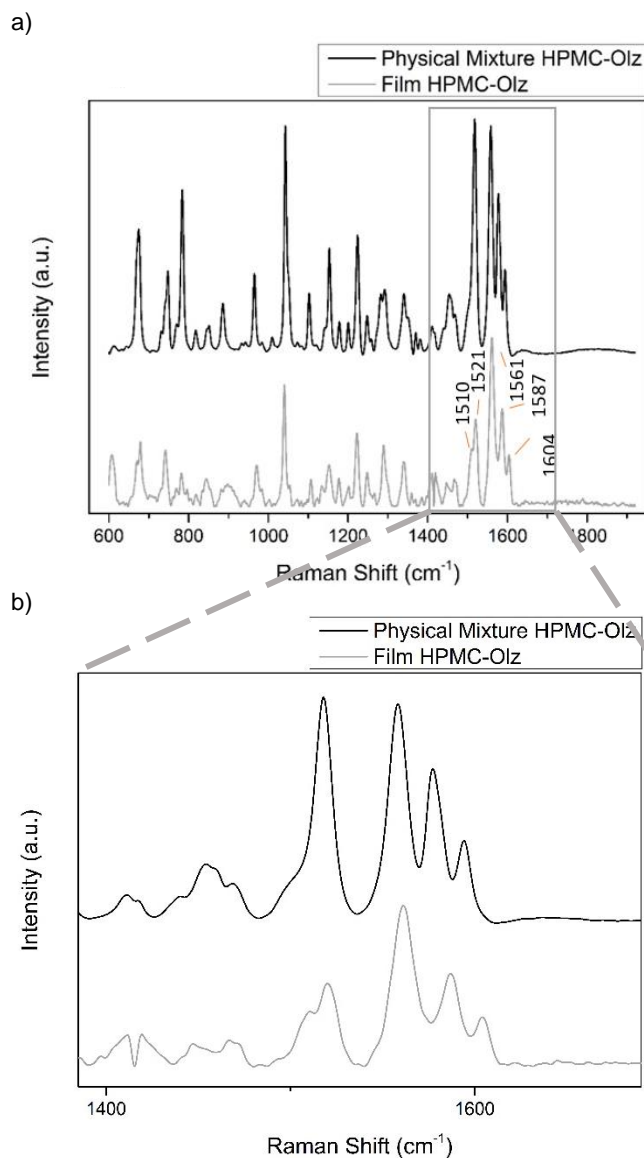 a)
Physical Mixture HPMC-Olz
Film HPMC-Olz
Intensity (a.u.)
1510
1521
1561
1587
1604
600 800 1000 1200 1400 1600 1800
Raman Shift (cm⁻¹)
b)
Physical Mixture HPMC-Olz
Film HPMC-Olz
Intensity (a.u.)
1400 1600
Raman Shift (cm⁻¹)